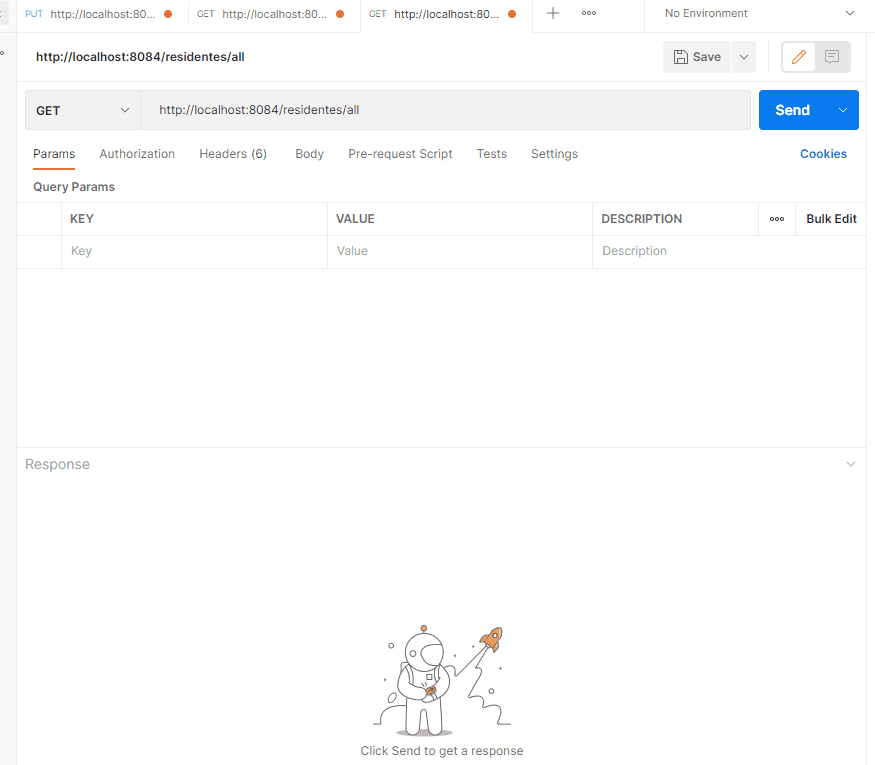 PUT http://localhost:80... GET http://localhost:80... GET http://localhost:80... No Environment
http://localhost:8084/residentes/all Save
GET http://localhost:8084/residentes/all Send
Params Authorization Headers (6) Body Pre-request Script Tests Settings Cookies
Query Params
KEY VALUE DESCRIPTION Bulk Edit
Key Value Description
Response
Click Send to get a response